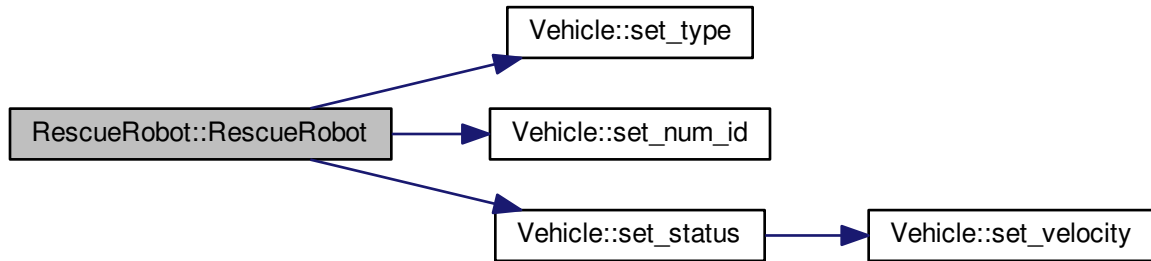 Vehicle::set_type
RescueRobot::RescueRobot
Vehicle::set_num_id
Vehicle::set_status
Vehicle::set_velocity